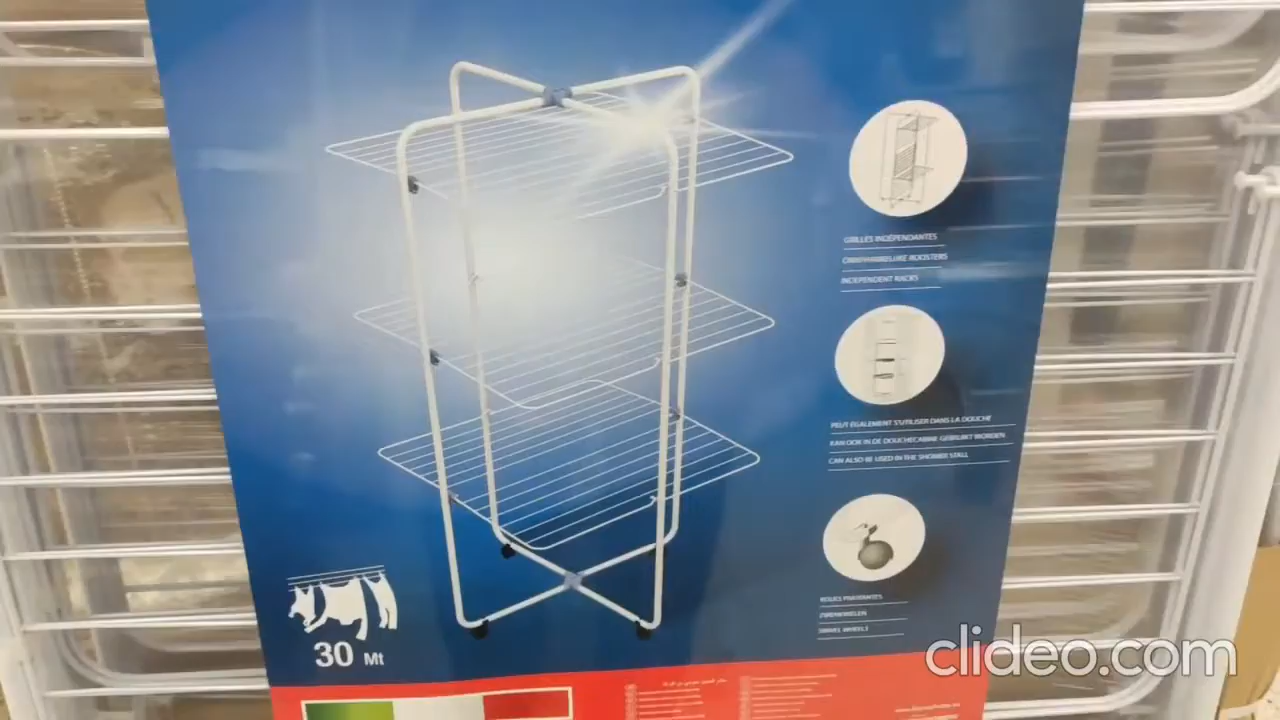 GRILLES INDÉPENDANTES
ONAFHANKELIJKE ROOSTERS
INDEPENDENT RACKS
PEUT ÉGALEMENT S'UTILISER DANS LA DOUCHE
KAN OOK IN DE DOUCHECABINE GEBRUIKT WORDEN
CAN ALSO BE USED IN THE SHOWER STALL
ROUES PIVOTANTES
ZWENKWIELEN
SWIVEL WHEELS
30 Mt
clideo.com